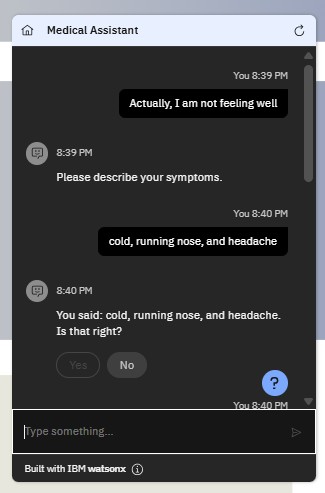 Medical Assistant
You 8:39 PM
Actually, I am not feeling well
8:39 PM
Please describe your symptoms.
You 8:40 PM
cold, running nose, and headache
8:40 PM
You said: cold, running nose, and headache.
Is that right?
Yes No
?
You 8:40 PM
Type something...
Built with IBM watsonx i